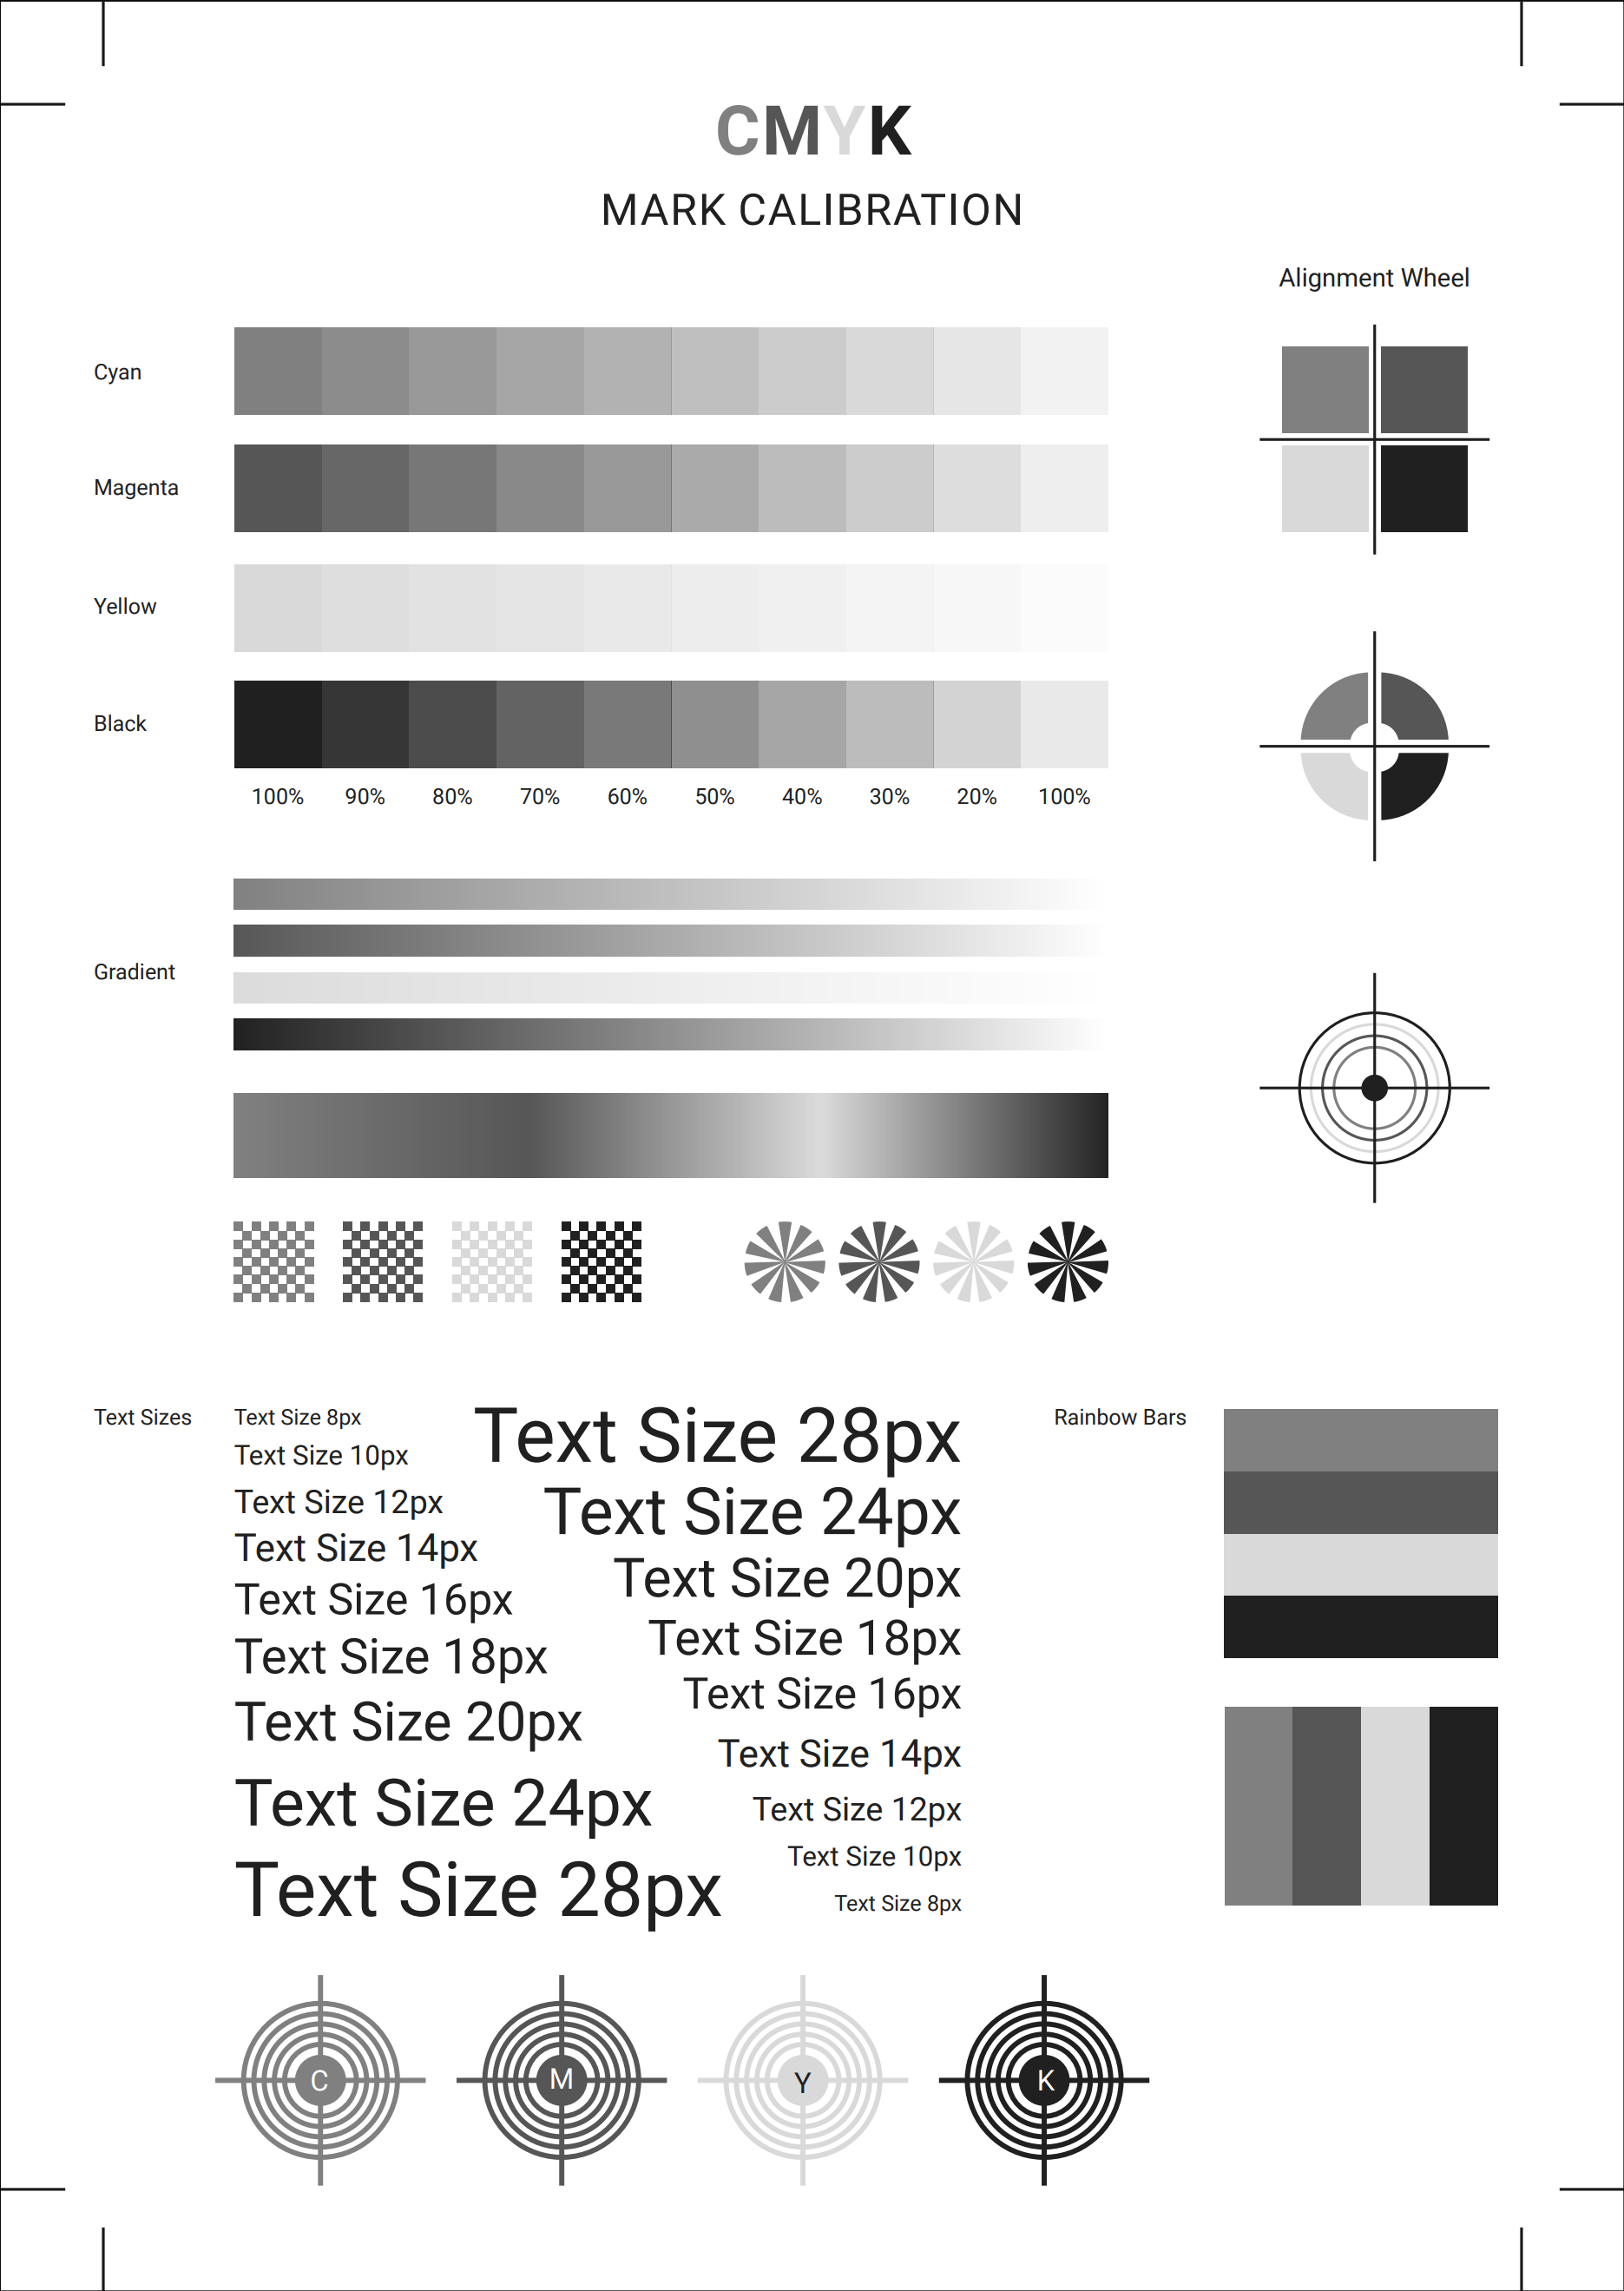 CMYK
MARK CALIBRATION
Alignment Wheel
Cyan
Magenta
Yellow
Black
100% 90% 80% 70% 60% 50% 40% 30% 20% 100%
Gradient
Text Sizes
Text Size 8px
Text Size 10px
Text Size 12px
Text Size 14px
Text Size 16px
Text Size 18px
Text Size 20px
Text Size 24px
Text Size 28px
Text Size 28px
Text Size 24px
Text Size 20px
Text Size 18px
Text Size 16px
Text Size 14px
Text Size 12px
Text Size 10px
Text Size 8px
Rainbow Bars
C M Y K